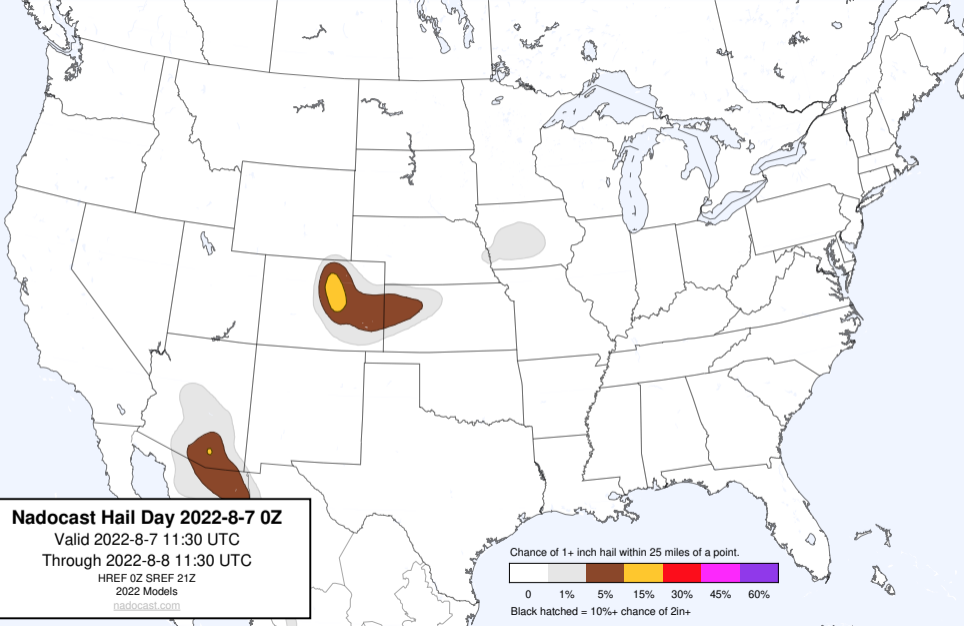 Nadocast Hail Day 2022-8-7 0Z
Valid 2022-8-7 11:30 UTC
Through 2022-8-8 11:30 UTC
HREF 0Z SREF 21Z
2022 Models
nadocast.com
Chance of 1+ inch hail within 25 miles of a point.
0 1% 5% 15% 30% 45% 60%
Black hatched = 10%+ chance of 2in+